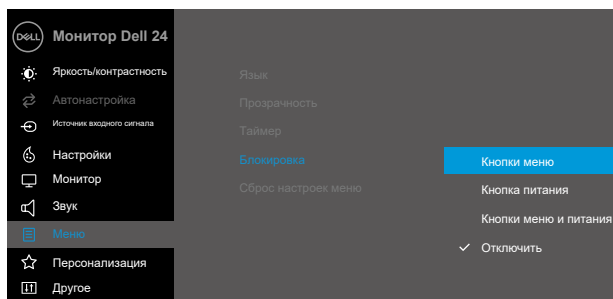 DELL
Монитор Dell 24
Яркость/контрастность
Автонастройка
Источник входного сигнала
Настройки
Монитор
Звук
Меню
Персонализация
Другое
Язык
Прозрачность
Таймер
Блокировка
Сброс настроек меню
Кнопки меню
Кнопка питания
Кнопки меню и питания
Отключить